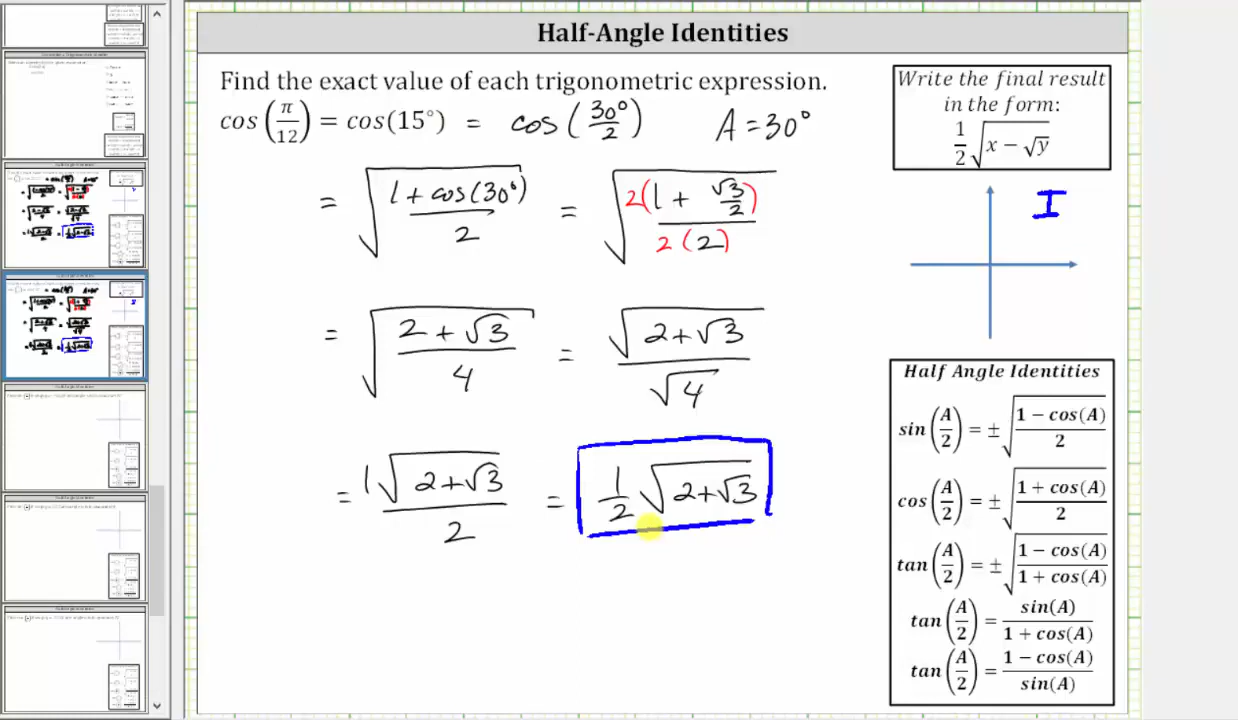 Half-Angle Identities
Find the exact value of each trigonometric expression.
cos(π/12) = cos(15°) = cos(30°/2) A = 30°
= √((1 + cos(30°))/2) = √(2(1 + √3/2)/2(2))
= √((2 + √3)/4) = √(2 + √3)/√4
= 1√(2 + √3)/2 = 1/2 √(2 + √3)
Write the final result
in the form:
1/2 √(x − √y)
I
Half Angle Identities
sin(A/2) = ± √((1 − cos(A))/2)
cos(A/2) = ± √((1 + cos(A))/2)
tan(A/2) = ± √((1 − cos(A))/(1 + cos(A)))
tan(A/2) = sin(A)/(1 + cos(A))
tan(A/2) = (1 − cos(A))/sin(A)